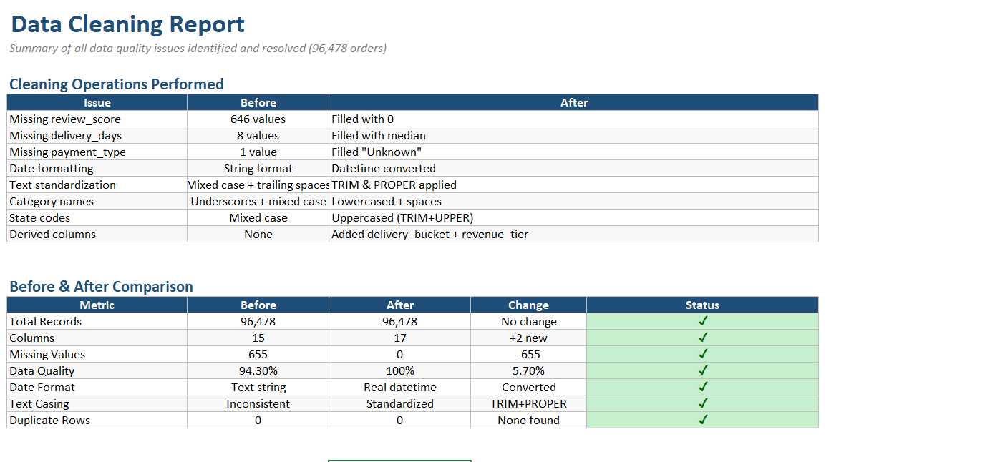 Data Cleaning Report
Summary of all data quality issues identified and resolved (96,478 orders)
Cleaning Operations Performed
Issue Before After
Missing review_score 646 values Filled with 0
Missing delivery_days 8 values Filled with median
Missing payment_type 1 value Filled "Unknown"
Date formatting String format Datetime converted
Text standardization Mixed case + trailing spaces TRIM & PROPER applied
Category names Underscores + mixed case Lowercased + spaces
State codes Mixed case Uppercased (TRIM+UPPER)
Derived columns None Added delivery_bucket + revenue_tier
Before & After Comparison
Metric Before After Change Status
Total Records 96,478 96,478 No change ✓
Columns 15 17 +2 new ✓
Missing Values 655 0 -655 ✓
Data Quality 94.30% 100% 5.70% ✓
Date Format Text string Real datetime Converted ✓
Text Casing Inconsistent Standardized TRIM+PROPER ✓
Duplicate Rows 0 0 None found ✓